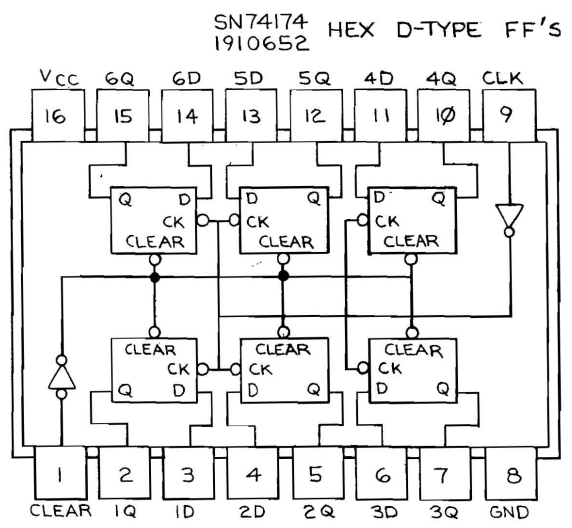 SN74174
1910652
HEX D-TYPE FF'S
VCC 6Q 6D 5D 5Q 4D 4Q CLK
16 15 14 13 12 11 10 9
Q D D Q D Q
CK CK CK
CLEAR CLEAR CLEAR
CLEAR CLEAR CLEAR
CK CK CK
Q D D Q D Q
1 2 3 4 5 6 7 8
CLEAR 1Q 1D 2D 2Q 3D 3Q GND